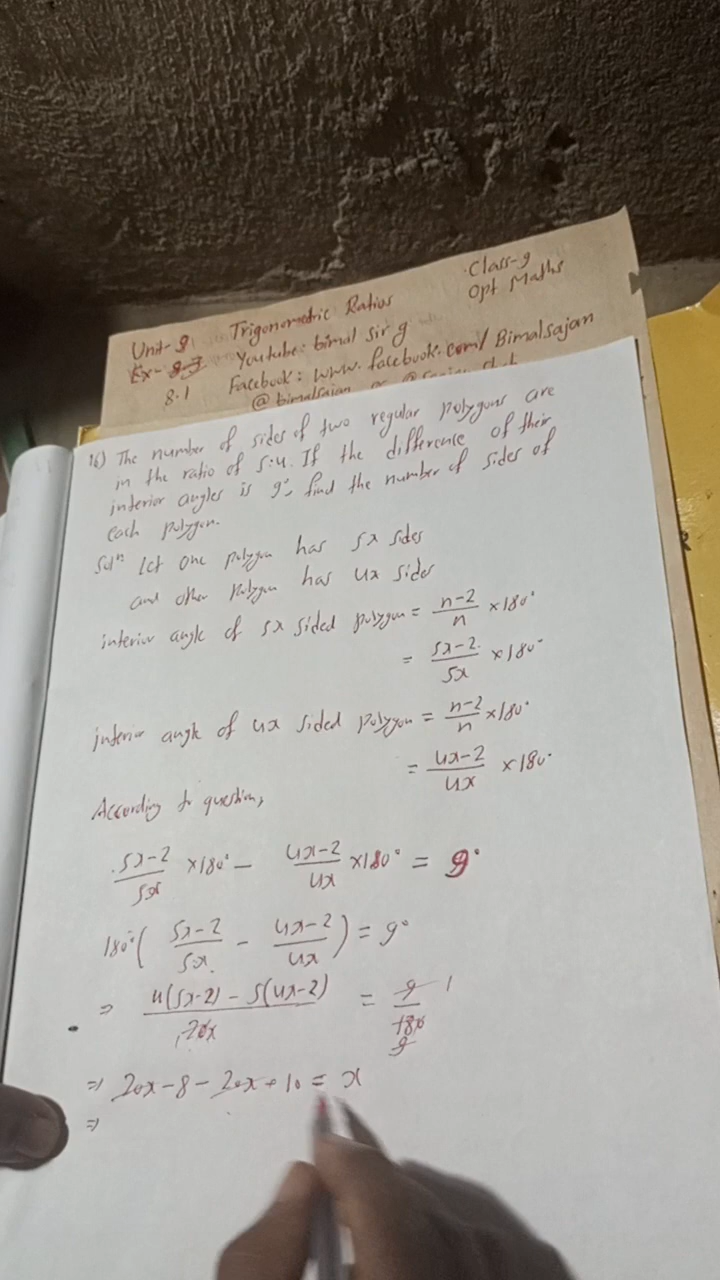 Class-9
Opt Maths
Unit-8 Trigonometric Ratios
Ex- 8.1 Youtube: bimal sir g
Facebook: www.facebook.com/Bimalsajan
16) The number of sides of two regular polygons are
in the ratio of 5:4. If the difference of their
interior angles is 9°, find the number of sides of
each polygon.
Solⁿ Let one polygon has 5x sides
and other polygon has 4x sides
interior angle of 5x sided polygon = n-2/n ×180°
= 5x-2/5x ×180°
interior angle of 4x sided polygon = n-2/n ×180°
= 4x-2/4x ×180°
According to question,
5x-2/5x ×180° - 4x-2/4x ×180° = 9°
180°( 5x-2/5x - 4x-2/4x ) = 9°
⇒ 4(5x-2) - 5(4x-2)/20x = 9/180 1
⇒ 20x - 8 - 20x + 10 = x
⇒